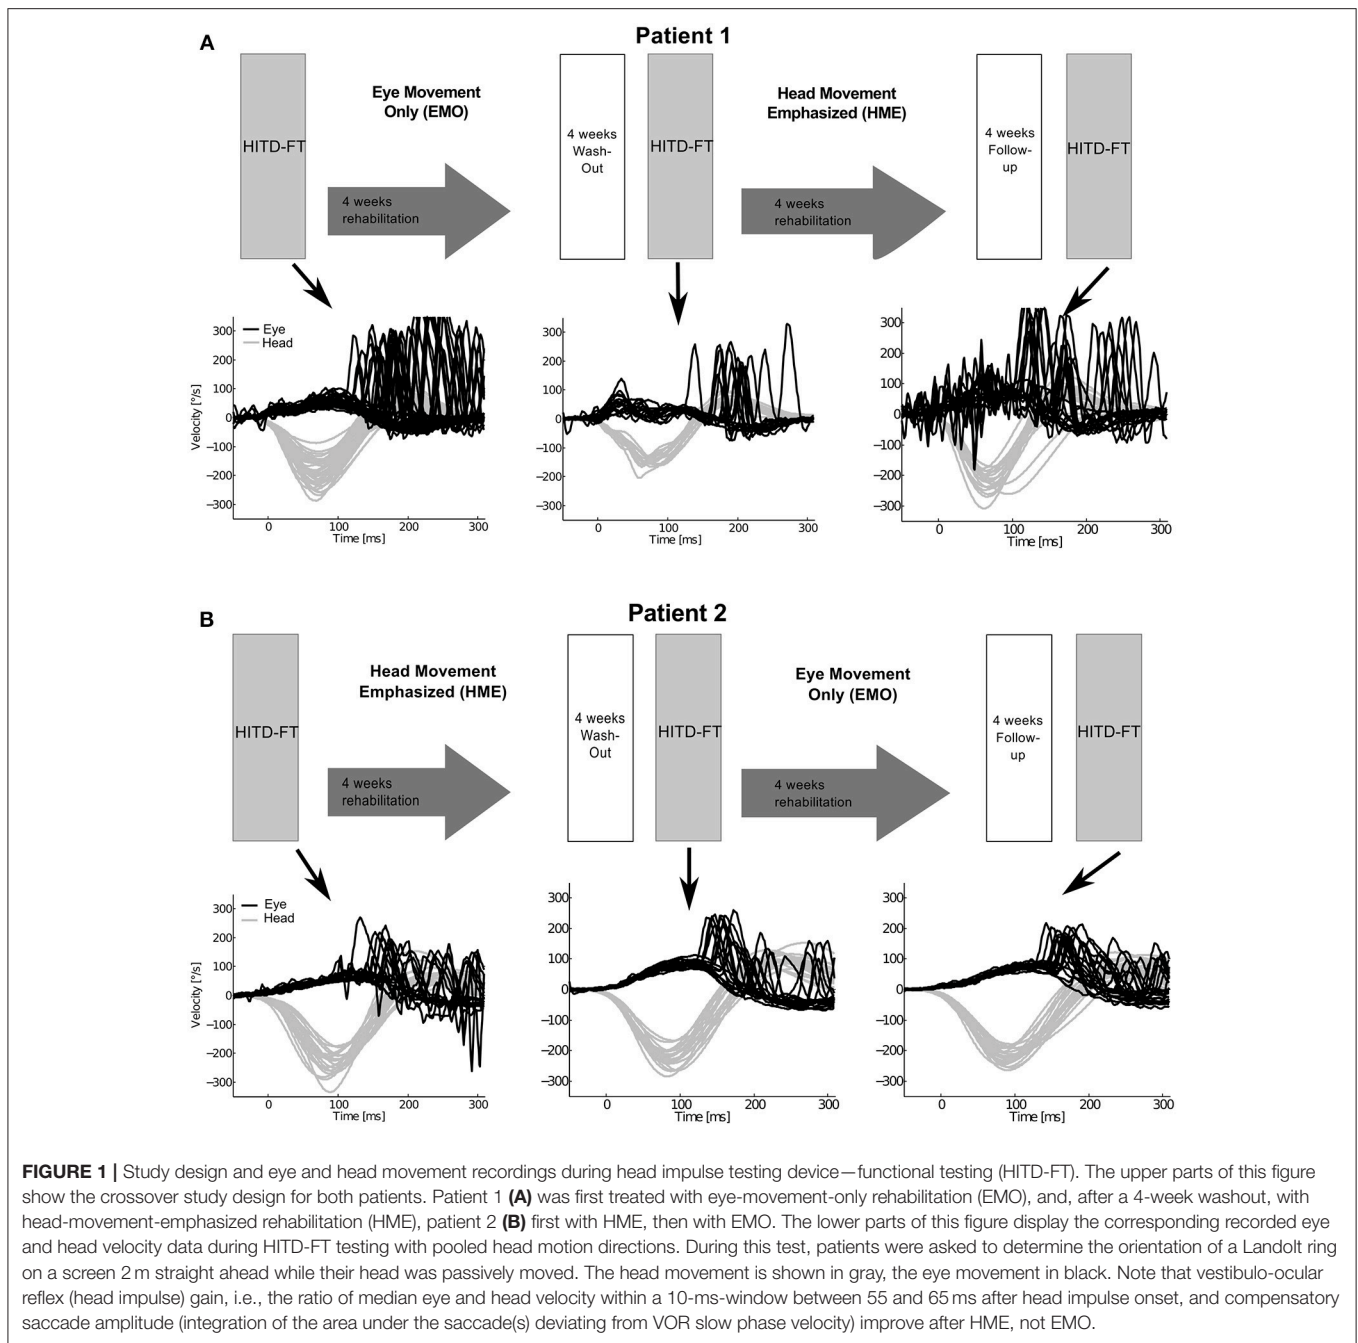 A
Patient 1
HITD-FT
Eye Movement
Only (EMO)
4 weeks
rehabilitation
4 weeks
Wash-
Out
HITD-FT
Head Movement
Emphasized (HME)
4 weeks
rehabilitation
4 weeks
Follow-
up
HITD-FT
Velocity [°/s]
300
200
100
0
−100
−200
−300
Eye
Head
0 100 200 300
Time [ms]
300
200
100
0
−100
−200
−300
0 100 200 300
Time [ms]
300
200
100
0
−100
−200
−300
0 100 200 300
Time [ms]
B
Patient 2
HITD-FT
Head Movement
Emphasized (HME)
4 weeks
rehabilitation
4 weeks
Wash-
Out
HITD-FT
Eye Movement
Only (EMO)
4 weeks
rehabilitation
4 weeks
Follow-
up
HITD-FT
Velocity [°/s]
300
200
100
0
−100
−200
−300
Eye
Head
0 100 200 300
Time [ms]
300
200
100
0
−100
−200
−300
0 100 200 300
Time [ms]
300
200
100
0
−100
−200
−300
0 100 200 300
Time [ms]
FIGURE 1 | Study design and eye and head movement recordings during head impulse testing device—functional testing (HITD-FT). The upper parts of this figure
show the crossover study design for both patients. Patient 1 (A) was first treated with eye-movement-only rehabilitation (EMO), and, after a 4-week washout, with
head-movement-emphasized rehabilitation (HME), patient 2 (B) first with HME, then with EMO. The lower parts of this figure display the corresponding recorded eye
and head velocity data during HITD-FT testing with pooled head motion directions. During this test, patients were asked to determine the orientation of a Landolt ring
on a screen 2 m straight ahead while their head was passively moved. The head movement is shown in gray, the eye movement in black. Note that vestibulo-ocular
reflex (head impulse) gain, i.e., the ratio of median eye and head velocity within a 10-ms-window between 55 and 65 ms after head impulse onset, and compensatory
saccade amplitude (integration of the area under the saccade(s) deviating from VOR slow phase velocity) improve after HME, not EMO.